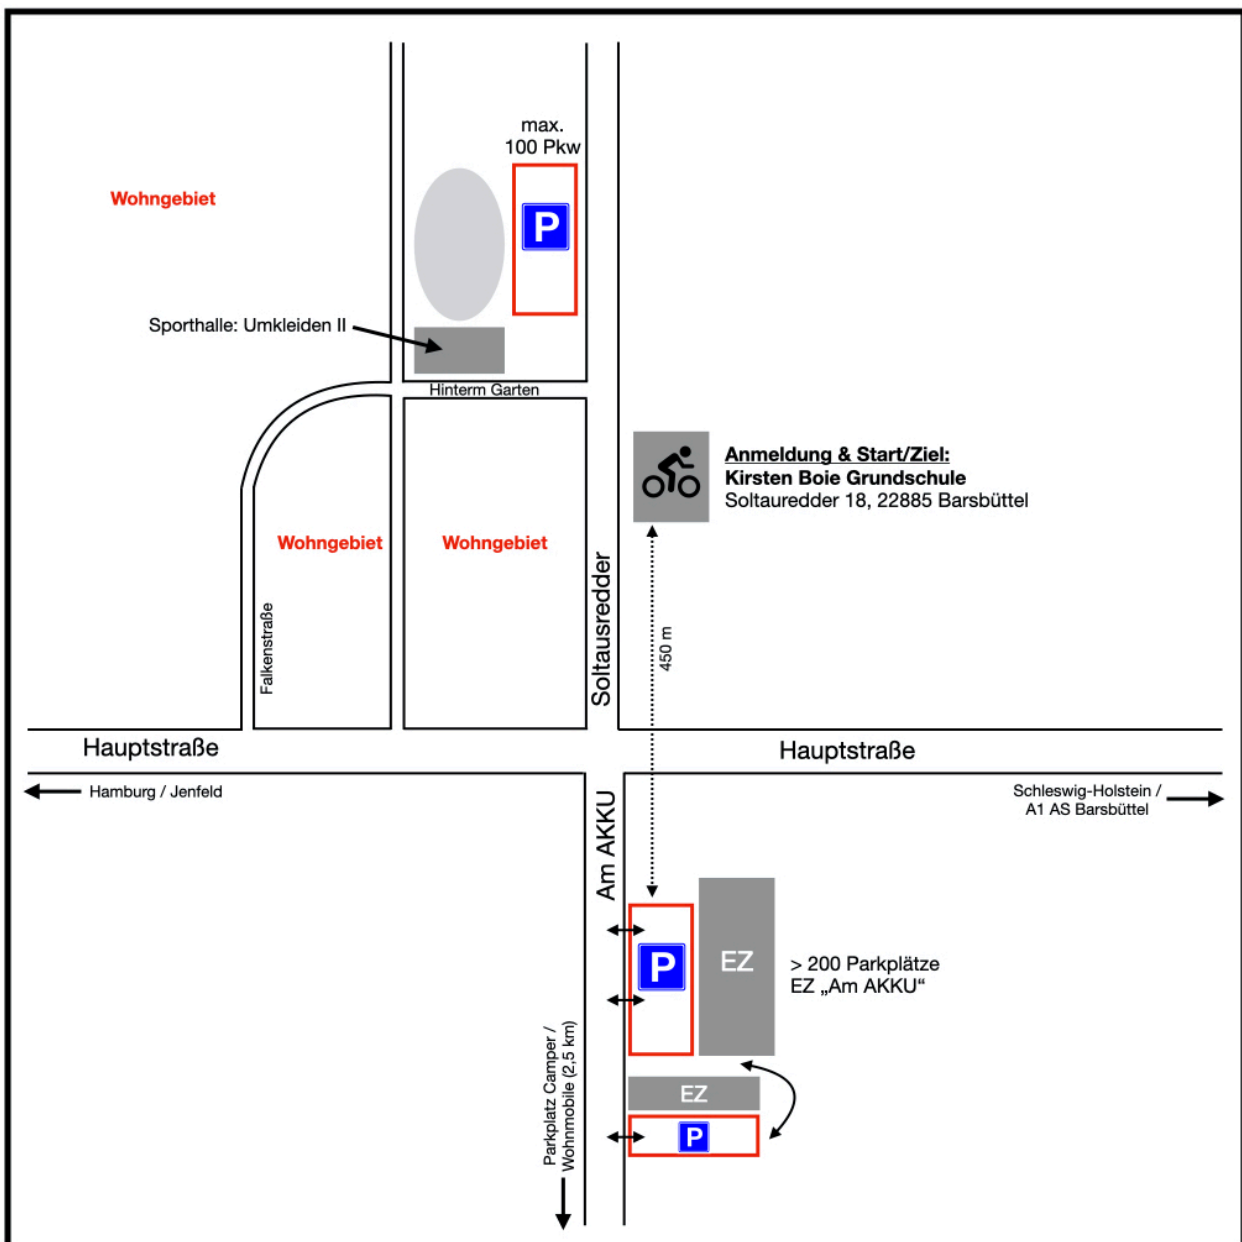 max.
100 Pkw
Wohngebiet
P
Sporthalle: Umkleiden II
Hinterm Garten
Anmeldung & Start/Ziel:
Kirsten Boie Grundschule
Soltauredder 18, 22885 Barsbüttel
Wohngebiet
Wohngebiet
Falkenstraße
Soltausredder
450 m
Hauptstraße
Hauptstraße
Hamburg / Jenfeld
Schleswig-Holstein /
A1 AS Barsbüttel
Am AKKU
P
EZ
> 200 Parkplätze
EZ „Am AKKU“
Parkplatz Camper /
Wohnmobile (2,5 km)
EZ
P